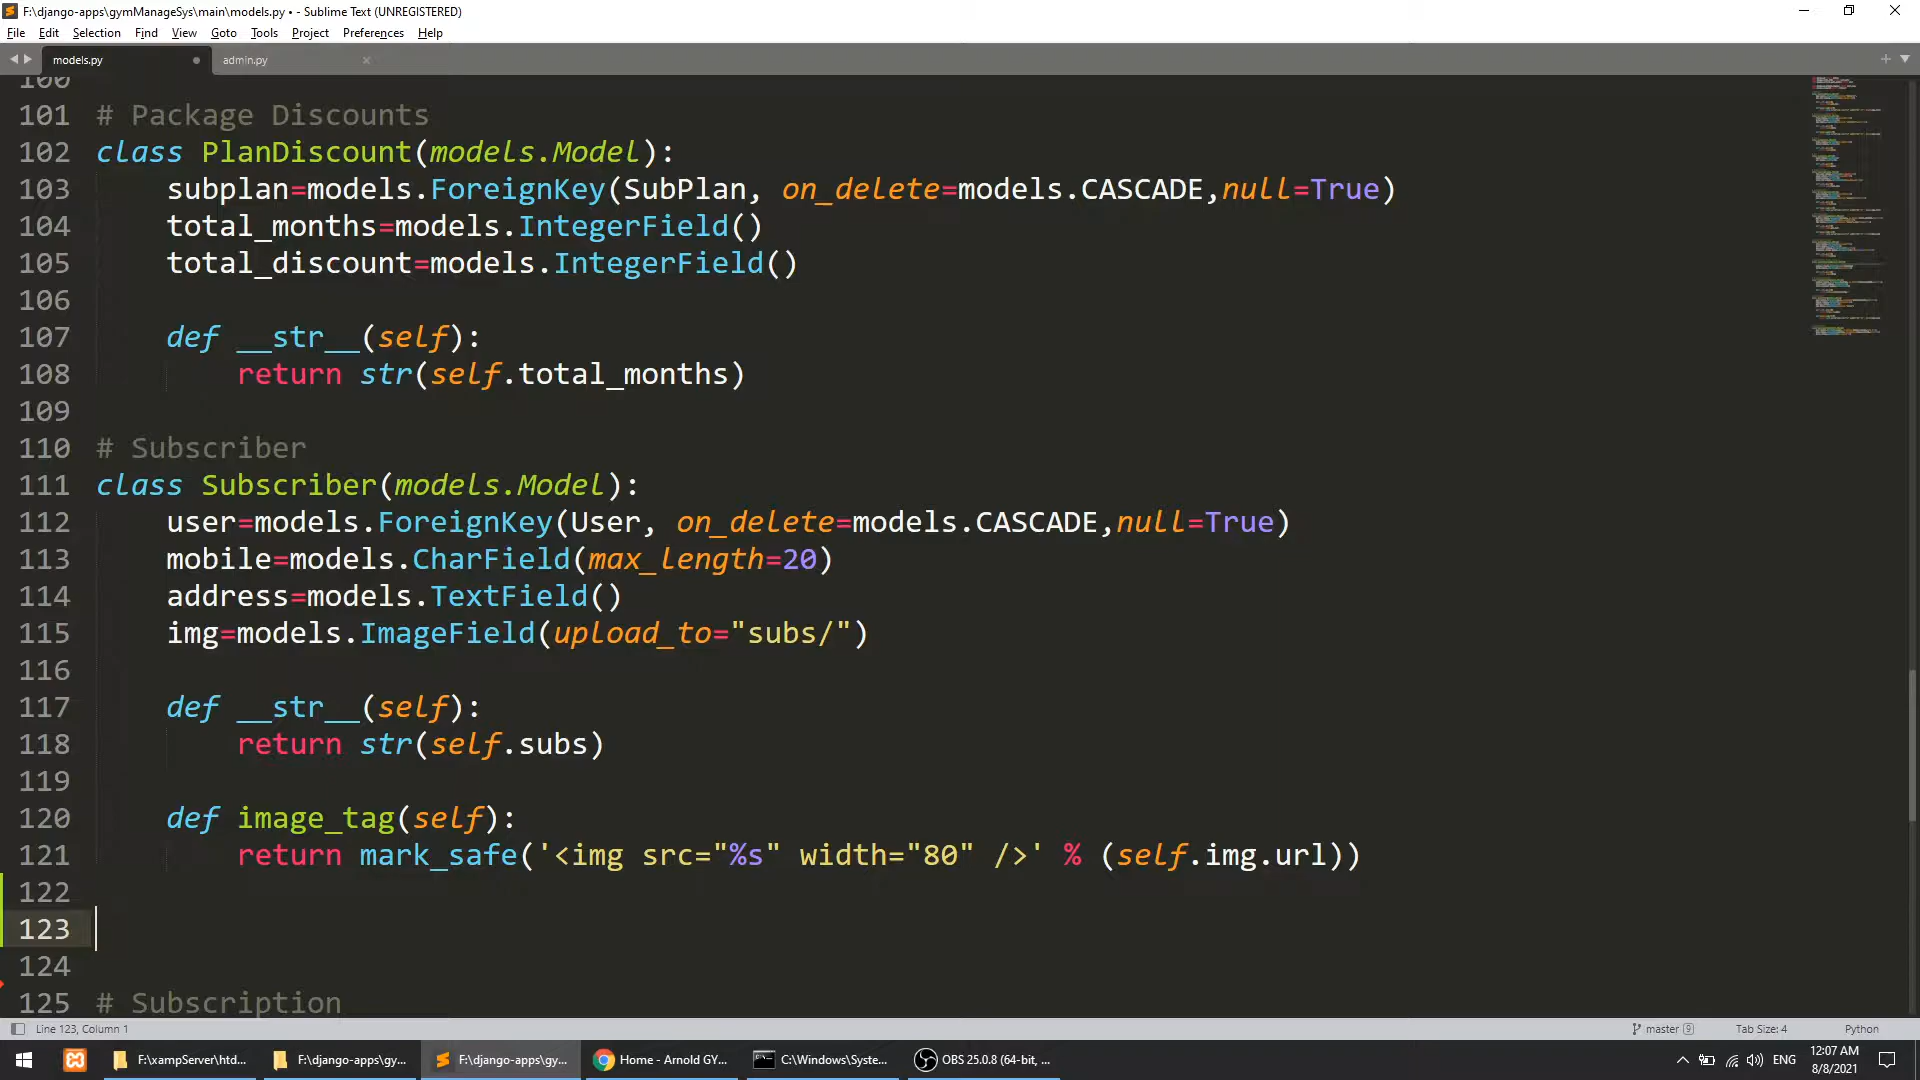 F:\django-apps\gymManageSys\main\models.py • - Sublime Text (UNREGISTERED)
File Edit Selection Find View Goto Tools Project Preferences Help
models.py admin.py
100
101 # Package Discounts
102 class PlanDiscount(models.Model):
103 subplan=models.ForeignKey(SubPlan, on_delete=models.CASCADE,null=True)
104 total_months=models.IntegerField()
105 total_discount=models.IntegerField()
106
107 def __str__(self):
108 return str(self.total_months)
109
110 # Subscriber
111 class Subscriber(models.Model):
112 user=models.ForeignKey(User, on_delete=models.CASCADE,null=True)
113 mobile=models.CharField(max_length=20)
114 address=models.TextField()
115 img=models.ImageField(upload_to="subs/")
116
117 def __str__(self):
118 return str(self.subs)
119
120 def image_tag(self):
121 return mark_safe('<img src="%s" width="80" />' % (self.img.url))
122
123
124
125 # Subscription
Line 123, Column 1 master 9 Tab Size: 4 Python
F:\xampServer\htd... F:\django-apps\gy... F:\django-apps\gy... Home - Arnold GY... C:\Windows\Syste... OBS 25.0.8 (64-bit, ... ENG 12:07 AM
8/8/2021